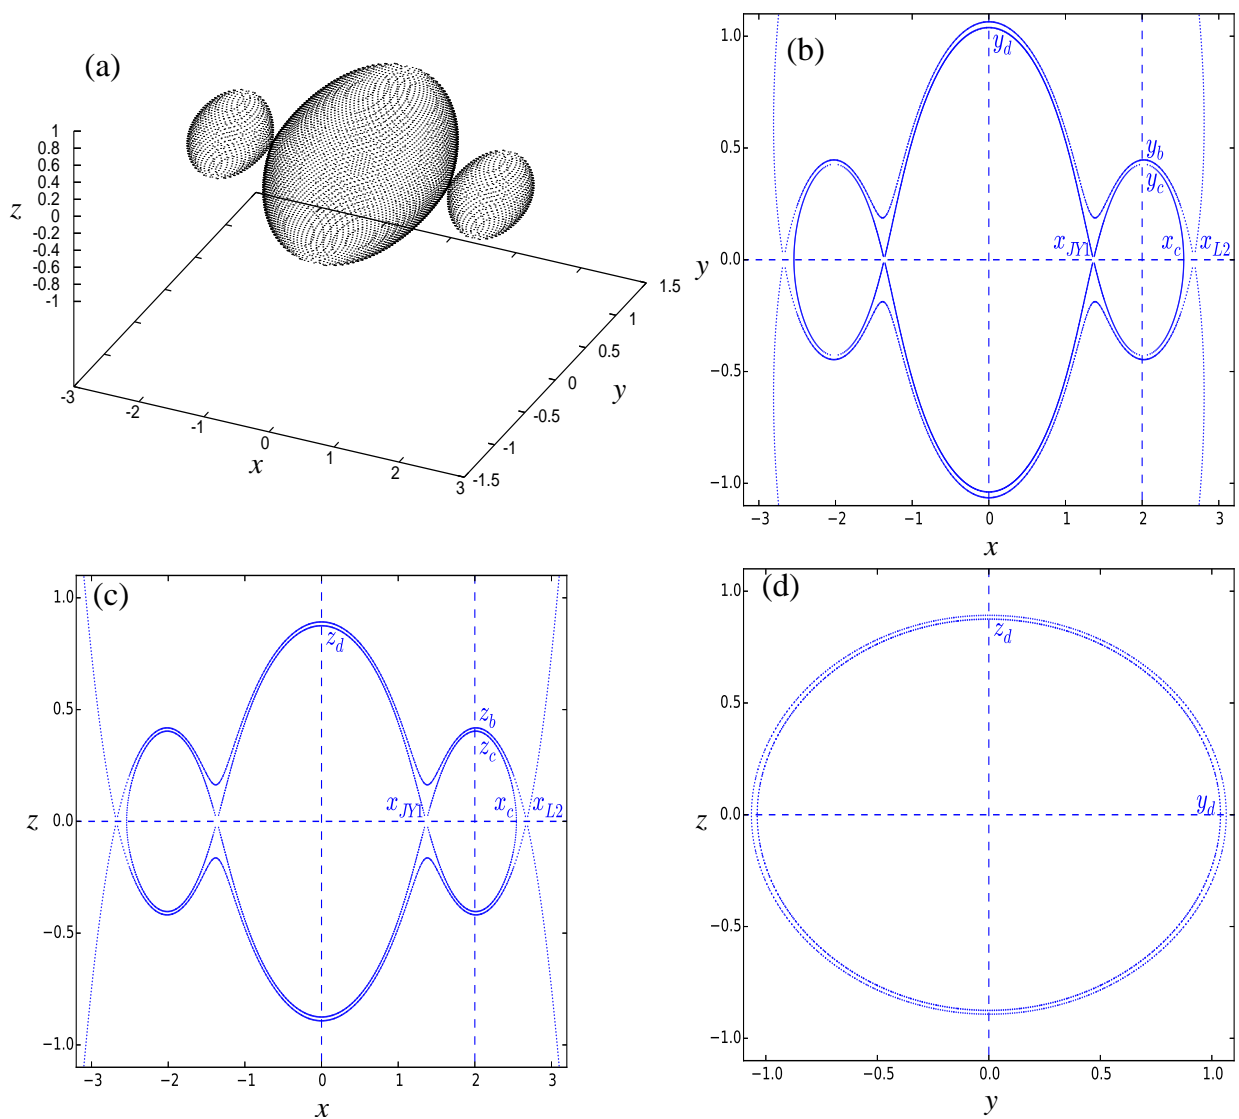 (a)
1
0.8
0.6
0.4
0.2
0
-0.2
-0.4
-0.6
-0.8
-1
z
-3
-2
-1
0
1
2
3
x
-1.5
-1
-0.5
0
0.5
1
1.5
y
(b)
1.0
0.5
0.0
−0.5
−1.0
y
y_d
y_b
y_c
x_JY1
x_c
x_L2
−3 −2 −1 0 1 2 3
x
(c)
1.0
0.5
0.0
−0.5
−1.0
z
z_d
z_b
z_c
x_JY1
x_c
x_L2
−3 −2 −1 0 1 2 3
x
(d)
1.0
0.5
0.0
−0.5
−1.0
z
z_d
y_d
−1.0 −0.5 0.0 0.5 1.0
y